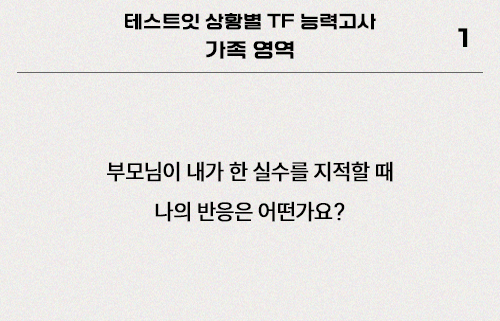 테스트잇 상황별 TF 능력고사
가족 영역
1
부모님이 내가 한 실수를 지적할 때
나의 반응은 어떤가요?